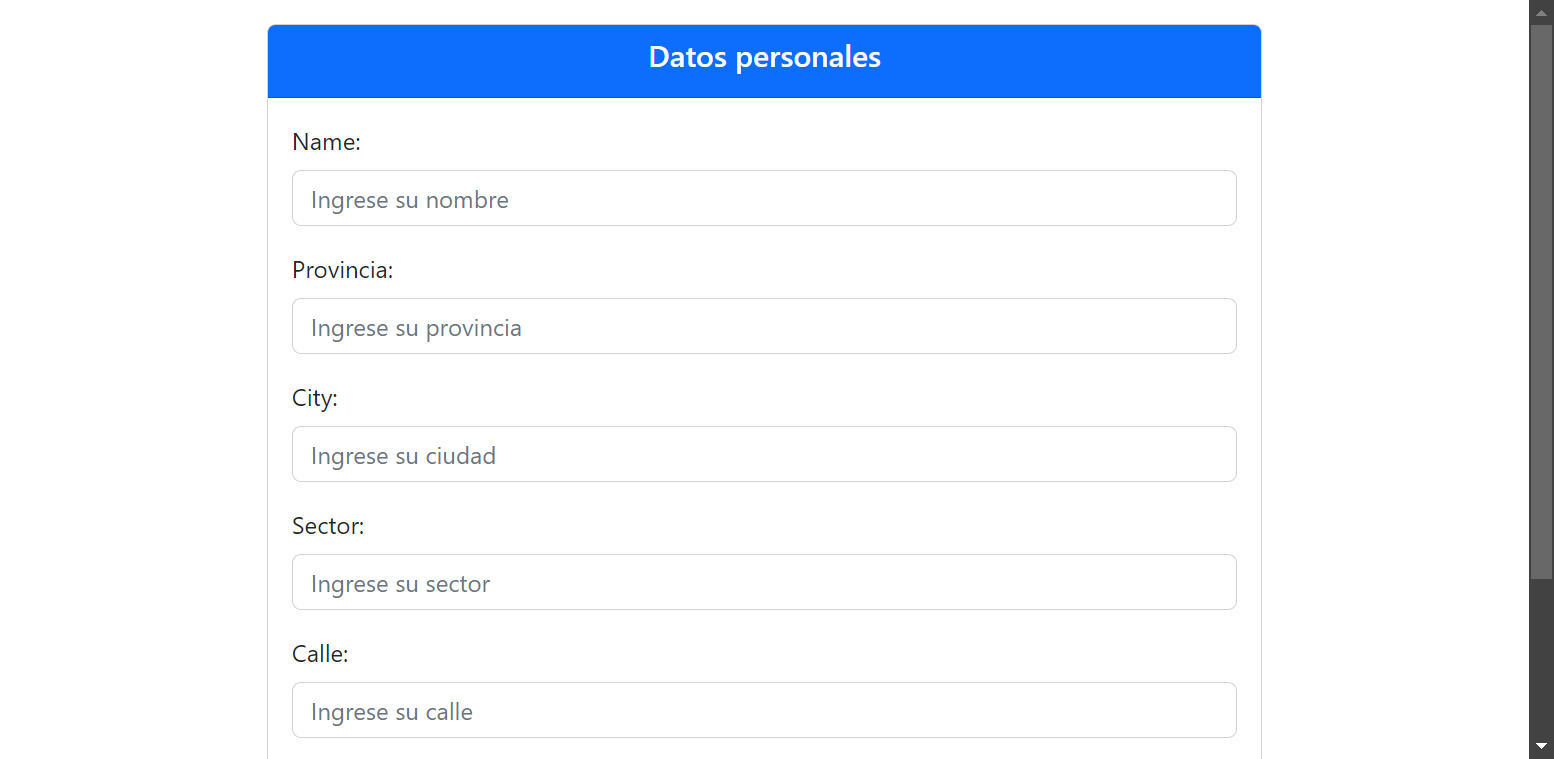 Datos personales
Name:
Ingrese su nombre
Provincia:
Ingrese su provincia
City:
Ingrese su ciudad
Sector:
Ingrese su sector
Calle:
Ingrese su calle